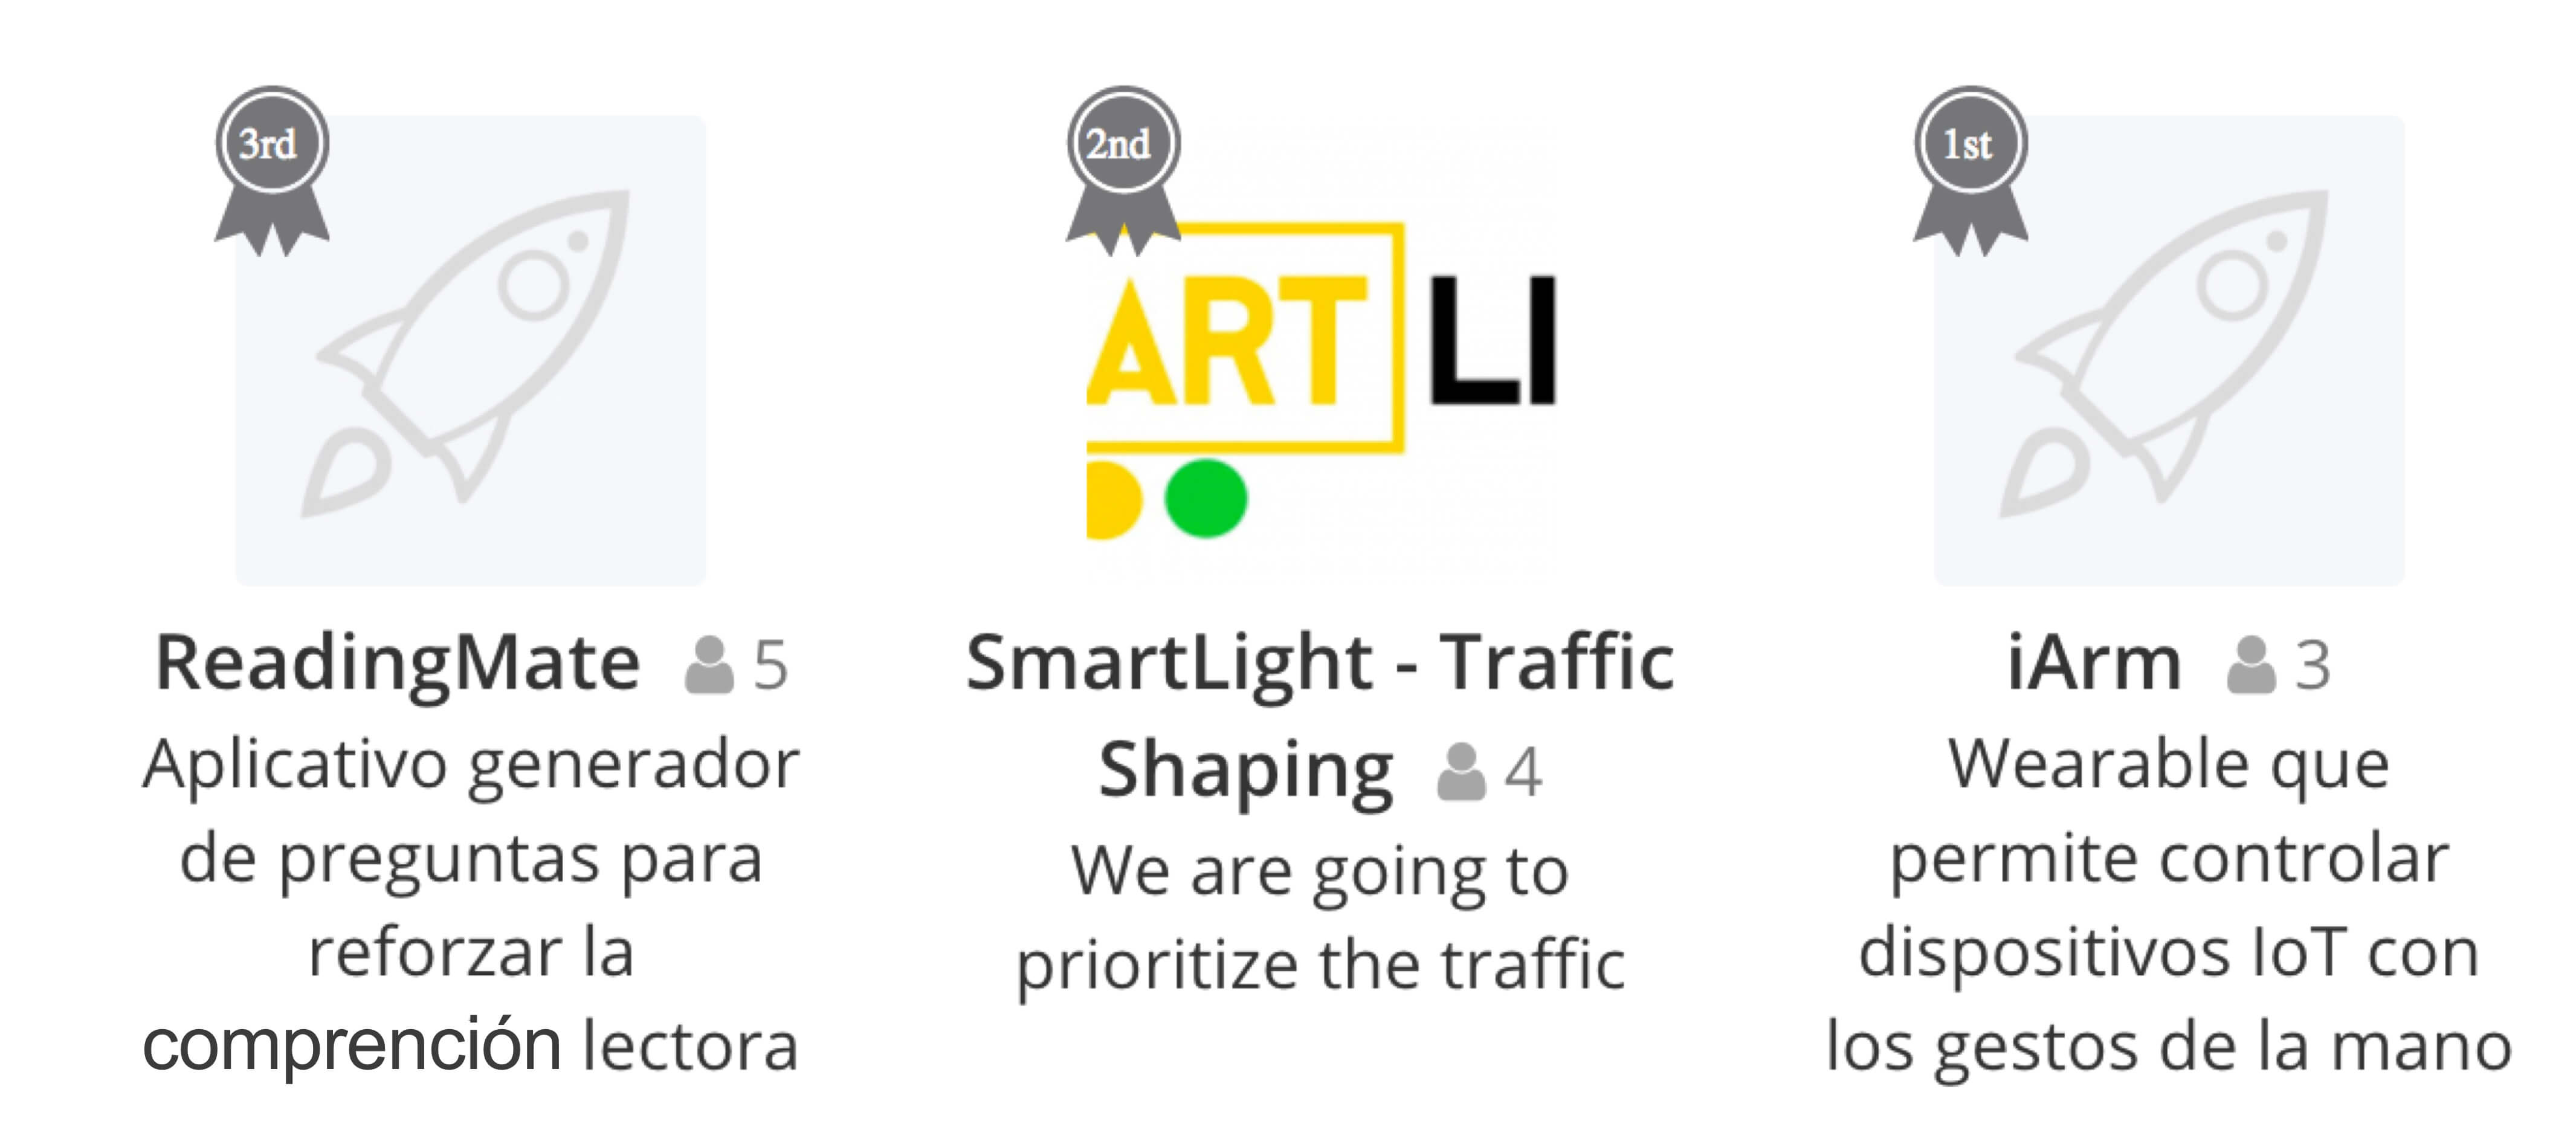 3rd
ReadingMate 5
Aplicativo generador
de preguntas para
reforzar la
comprención lectora
2nd
ART LI
SmartLight - Traffic
Shaping 4
We are going to
prioritize the traffic
1st
iArm 3
Wearable que
permite controlar
dispositivos IoT con
los gestos de la mano